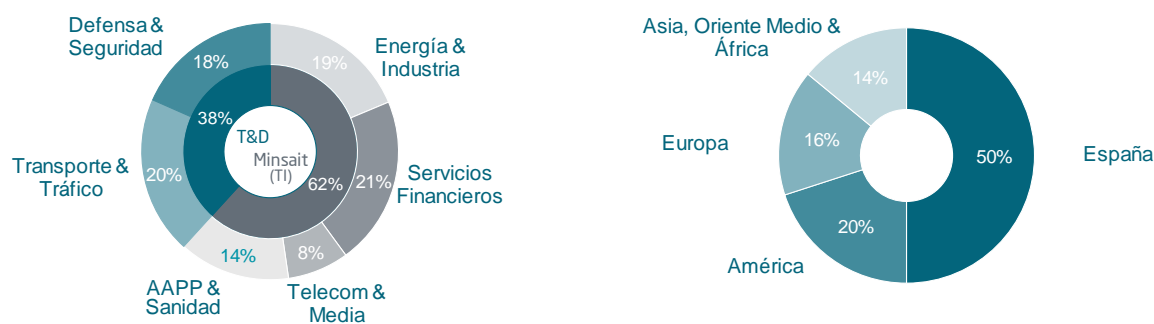 Defensa &
Seguridad
18%
Energía &
Industria
19%
38%
T&D
Minsait
(TI)
62%
Transporte &
Tráfico
20%
Servicios
Financieros
21%
14%
8%
AAPP &
Sanidad
Telecom &
Media
Asia, Oriente Medio &
África
14%
Europa
16%
50%
España
20%
América